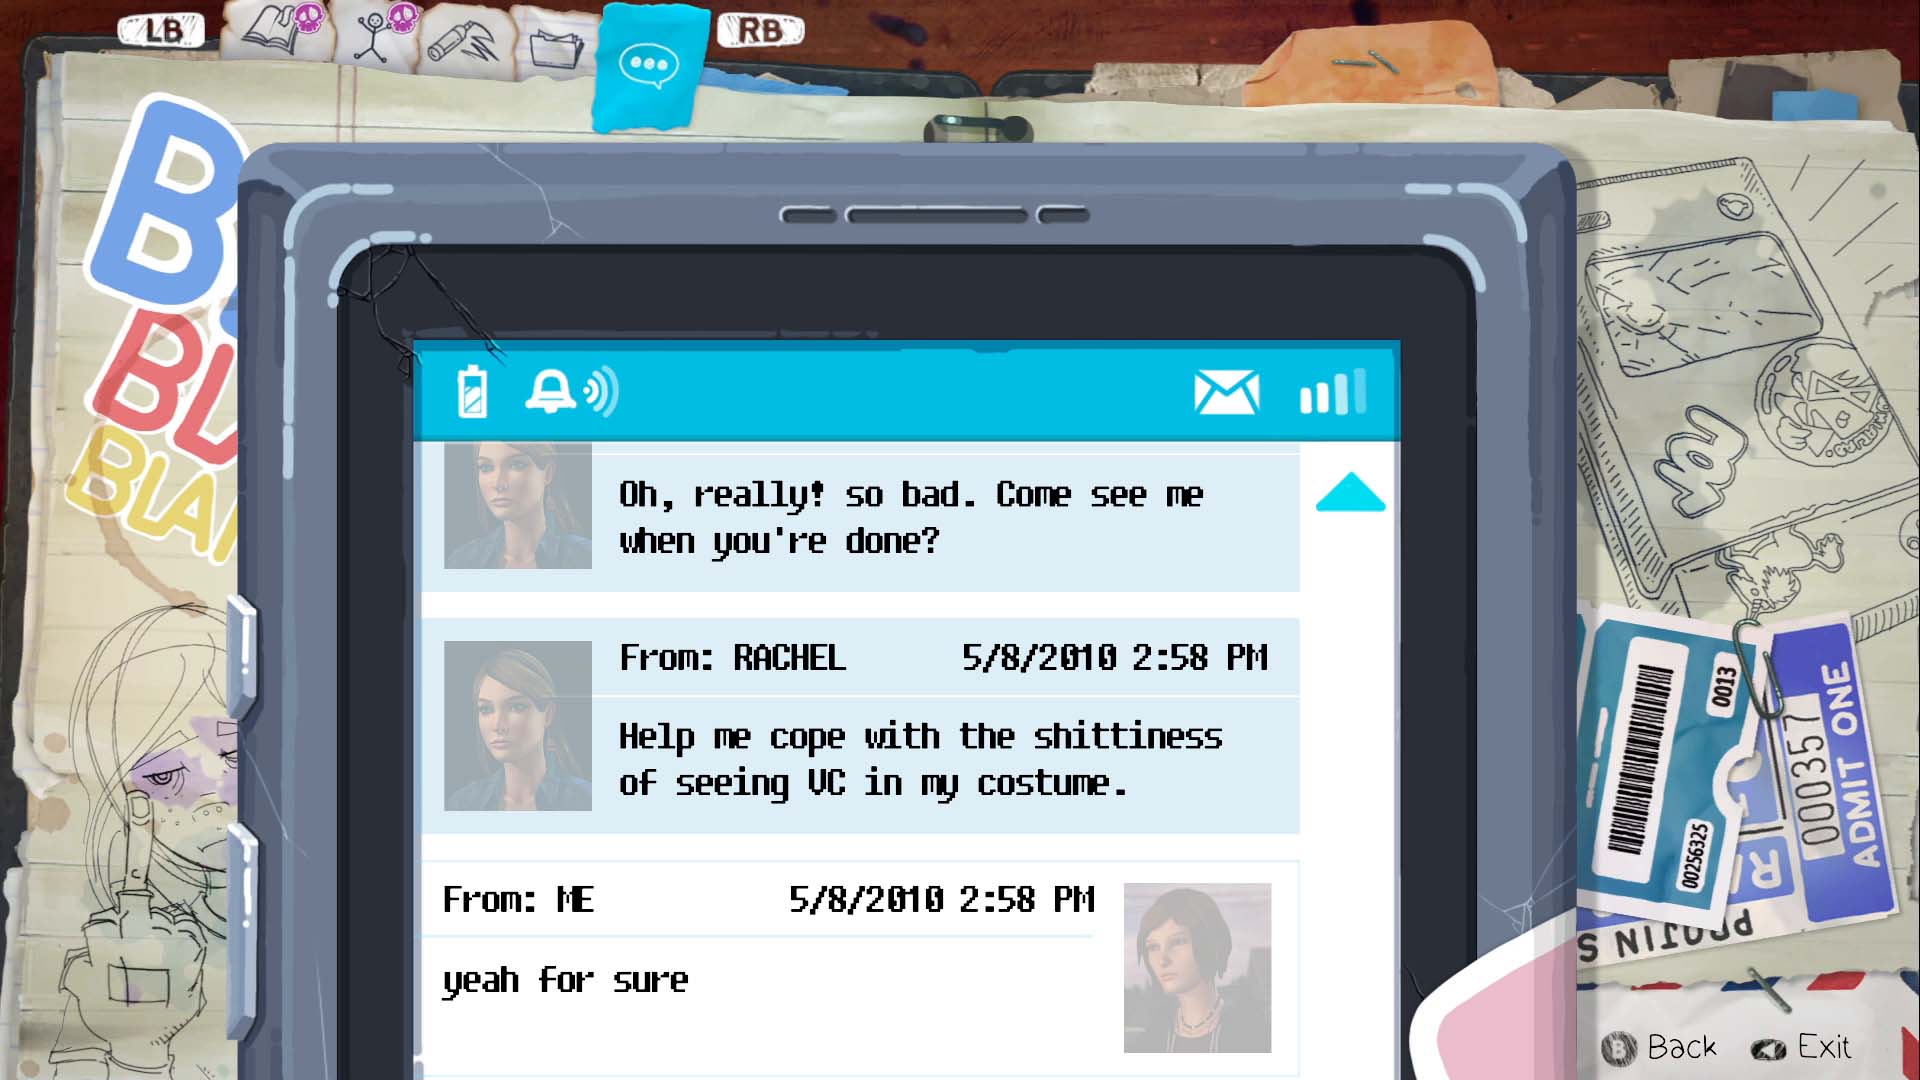 LB
RB
Oh, really! so bad. Come see me
when you're done?
From: RACHEL 5/8/2010 2:58 PM
Help me cope with the shittiness
of seeing VC in my costume.
From: ME 5/8/2010 2:58 PM
yeah for sure
0013
00256325
000357
ADMIT ONE
B Back
Exit